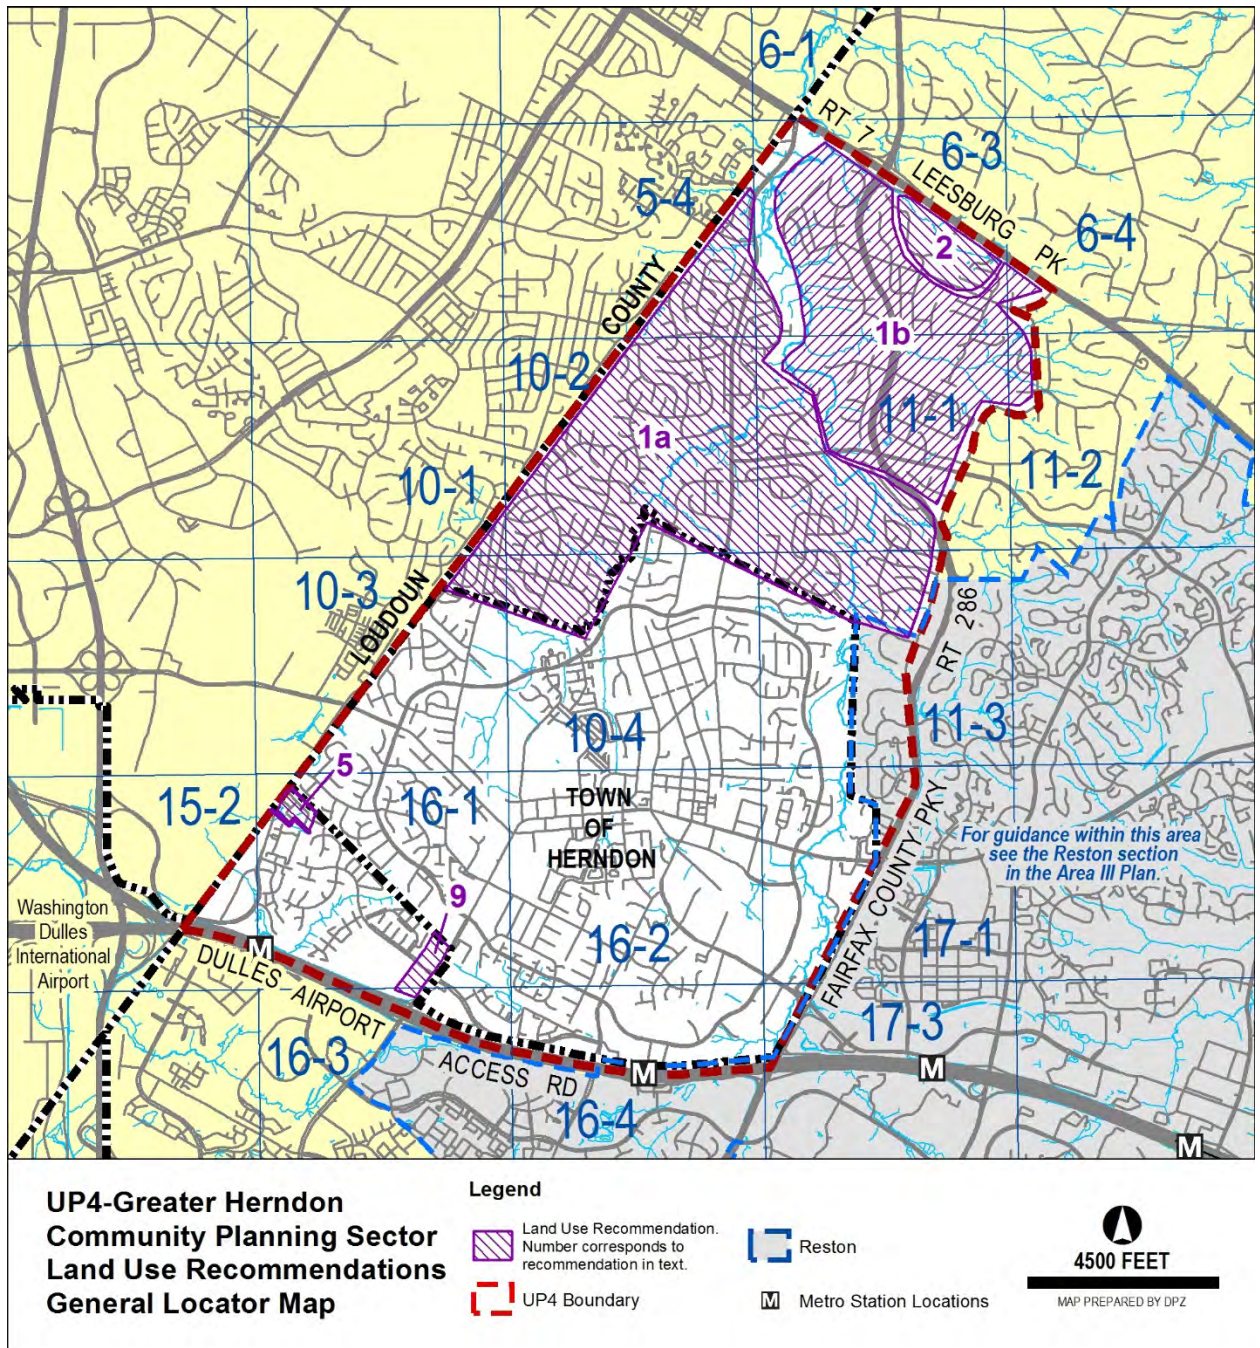 6-1
RT 7
6-3
LEESBURG PK
5-4
6-4
2
COUNTY
1b
10-2
11-1
1a
11-2
10-1
10-3
LOUDOUN
RT 286
11-3
10-4
5
15-2
16-1
TOWN
OF
HERNDON
FAIRFAX COUNTY PKY
For guidance within this area
see the Reston section
in the Area III Plan.
9
Washington
Dulles
International
Airport
16-2
17-1
M
DULLES AIRPORT ACCESS RD
17-3
16-3
M
M
16-4
M
UP4-Greater Herndon
Community Planning Sector
Land Use Recommendations
General Locator Map
Legend
Land Use Recommendation.
Number corresponds to
recommendation in text.
UP4 Boundary
Reston
M Metro Station Locations
4500 FEET
MAP PREPARED BY DPZ